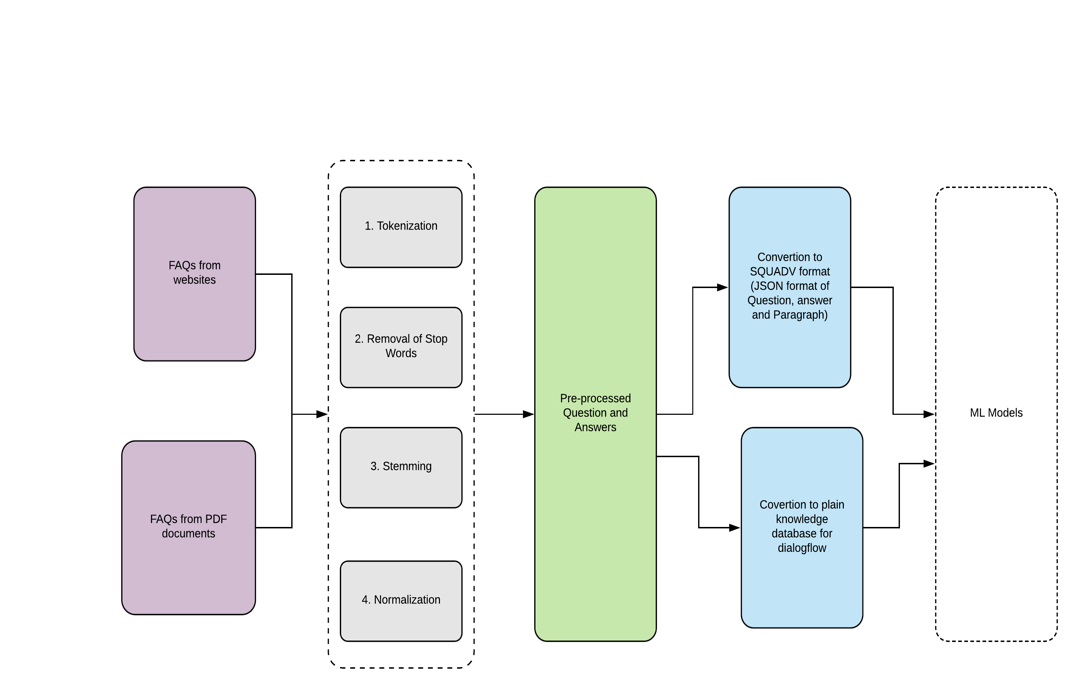 FAQs from
websites
FAQs from PDF
documents
1. Tokenization
2. Removal of Stop
Words
3. Stemming
4. Normalization
Pre-processed
Question and
Answers
Convertion to
SQUADV format
(JSON format of
Question, answer
and Paragraph)
Covertion to plain
knowledge
database for
dialogflow
ML Models